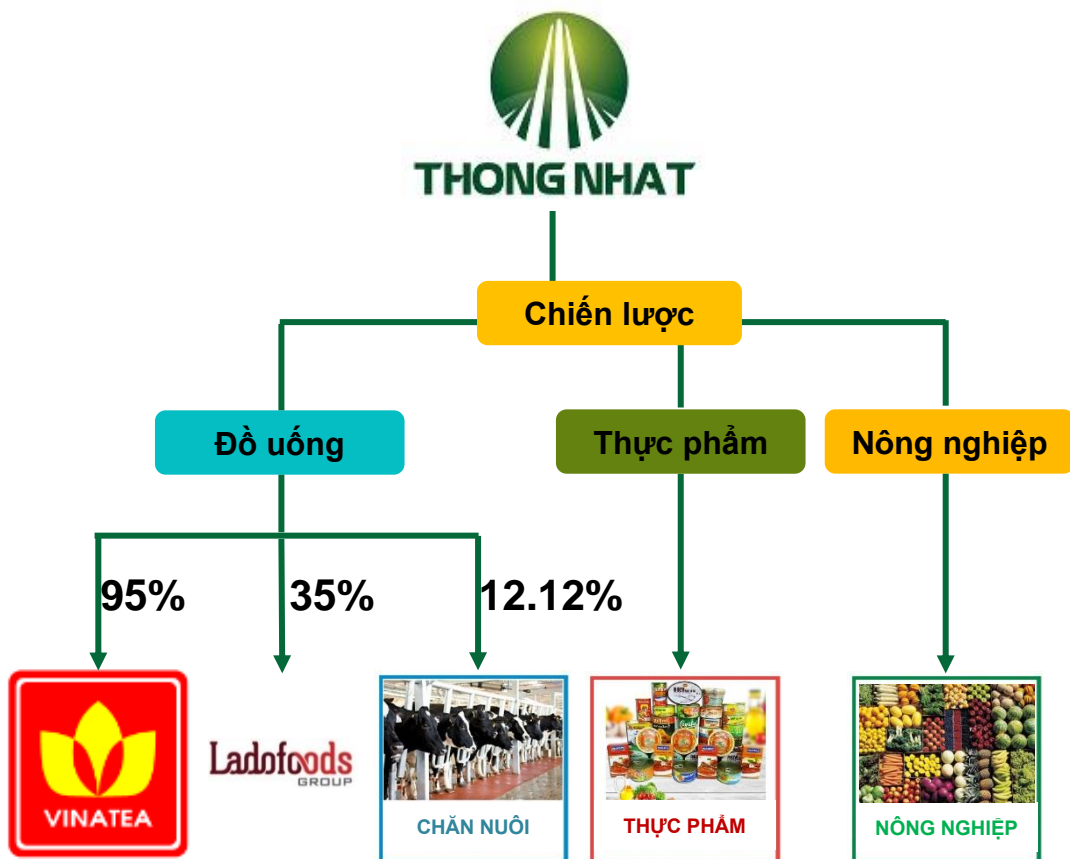 THONG NHAT
Chiến lược
Đồ uống
Thực phẩm
Nông nghiệp
95%
35%
12.12%
VINATEA
Ladofoods
GROUP
CHĂN NUÔI
THỰC PHẨM
NÔNG NGHIỆP